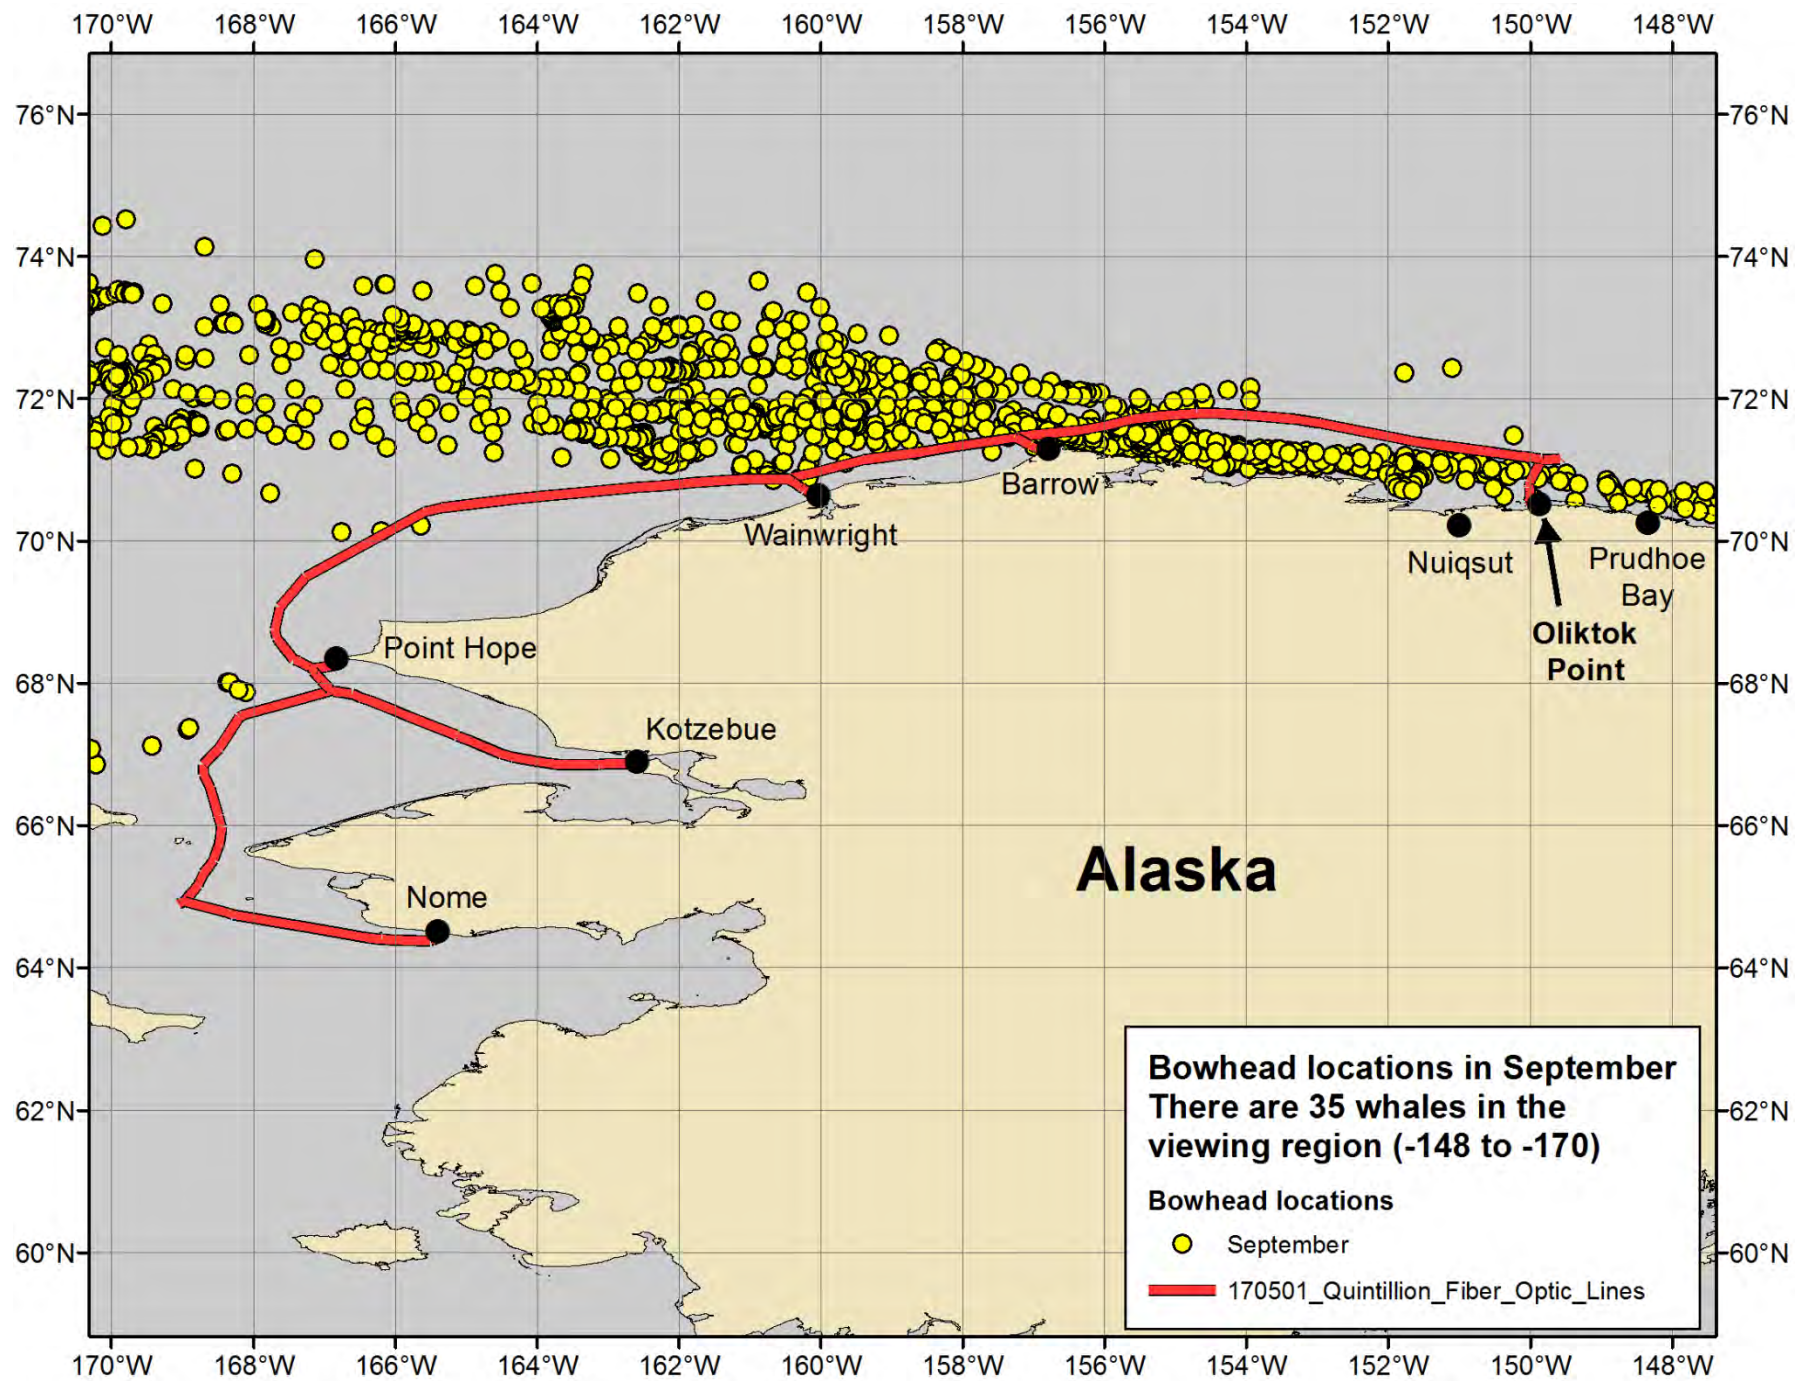 170°W 168°W 166°W 164°W 162°W 160°W 158°W 156°W 154°W 152°W 150°W 148°W
76°N 76°N
74°N 74°N
72°N 72°N
Barrow
Wainwright
70°N 70°N
Nuiqsut
Prudhoe
Bay
Oliktok
Point
Point Hope
68°N 68°N
Kotzebue
66°N 66°N
Alaska
Nome
64°N 64°N
Bowhead locations in September
There are 35 whales in the
viewing region (-148 to -170)
62°N 62°N
Bowhead locations
September
60°N 60°N
170501_Quintillion_Fiber_Optic_Lines
170°W 168°W 166°W 164°W 162°W 160°W 158°W 156°W 154°W 152°W 150°W 148°W